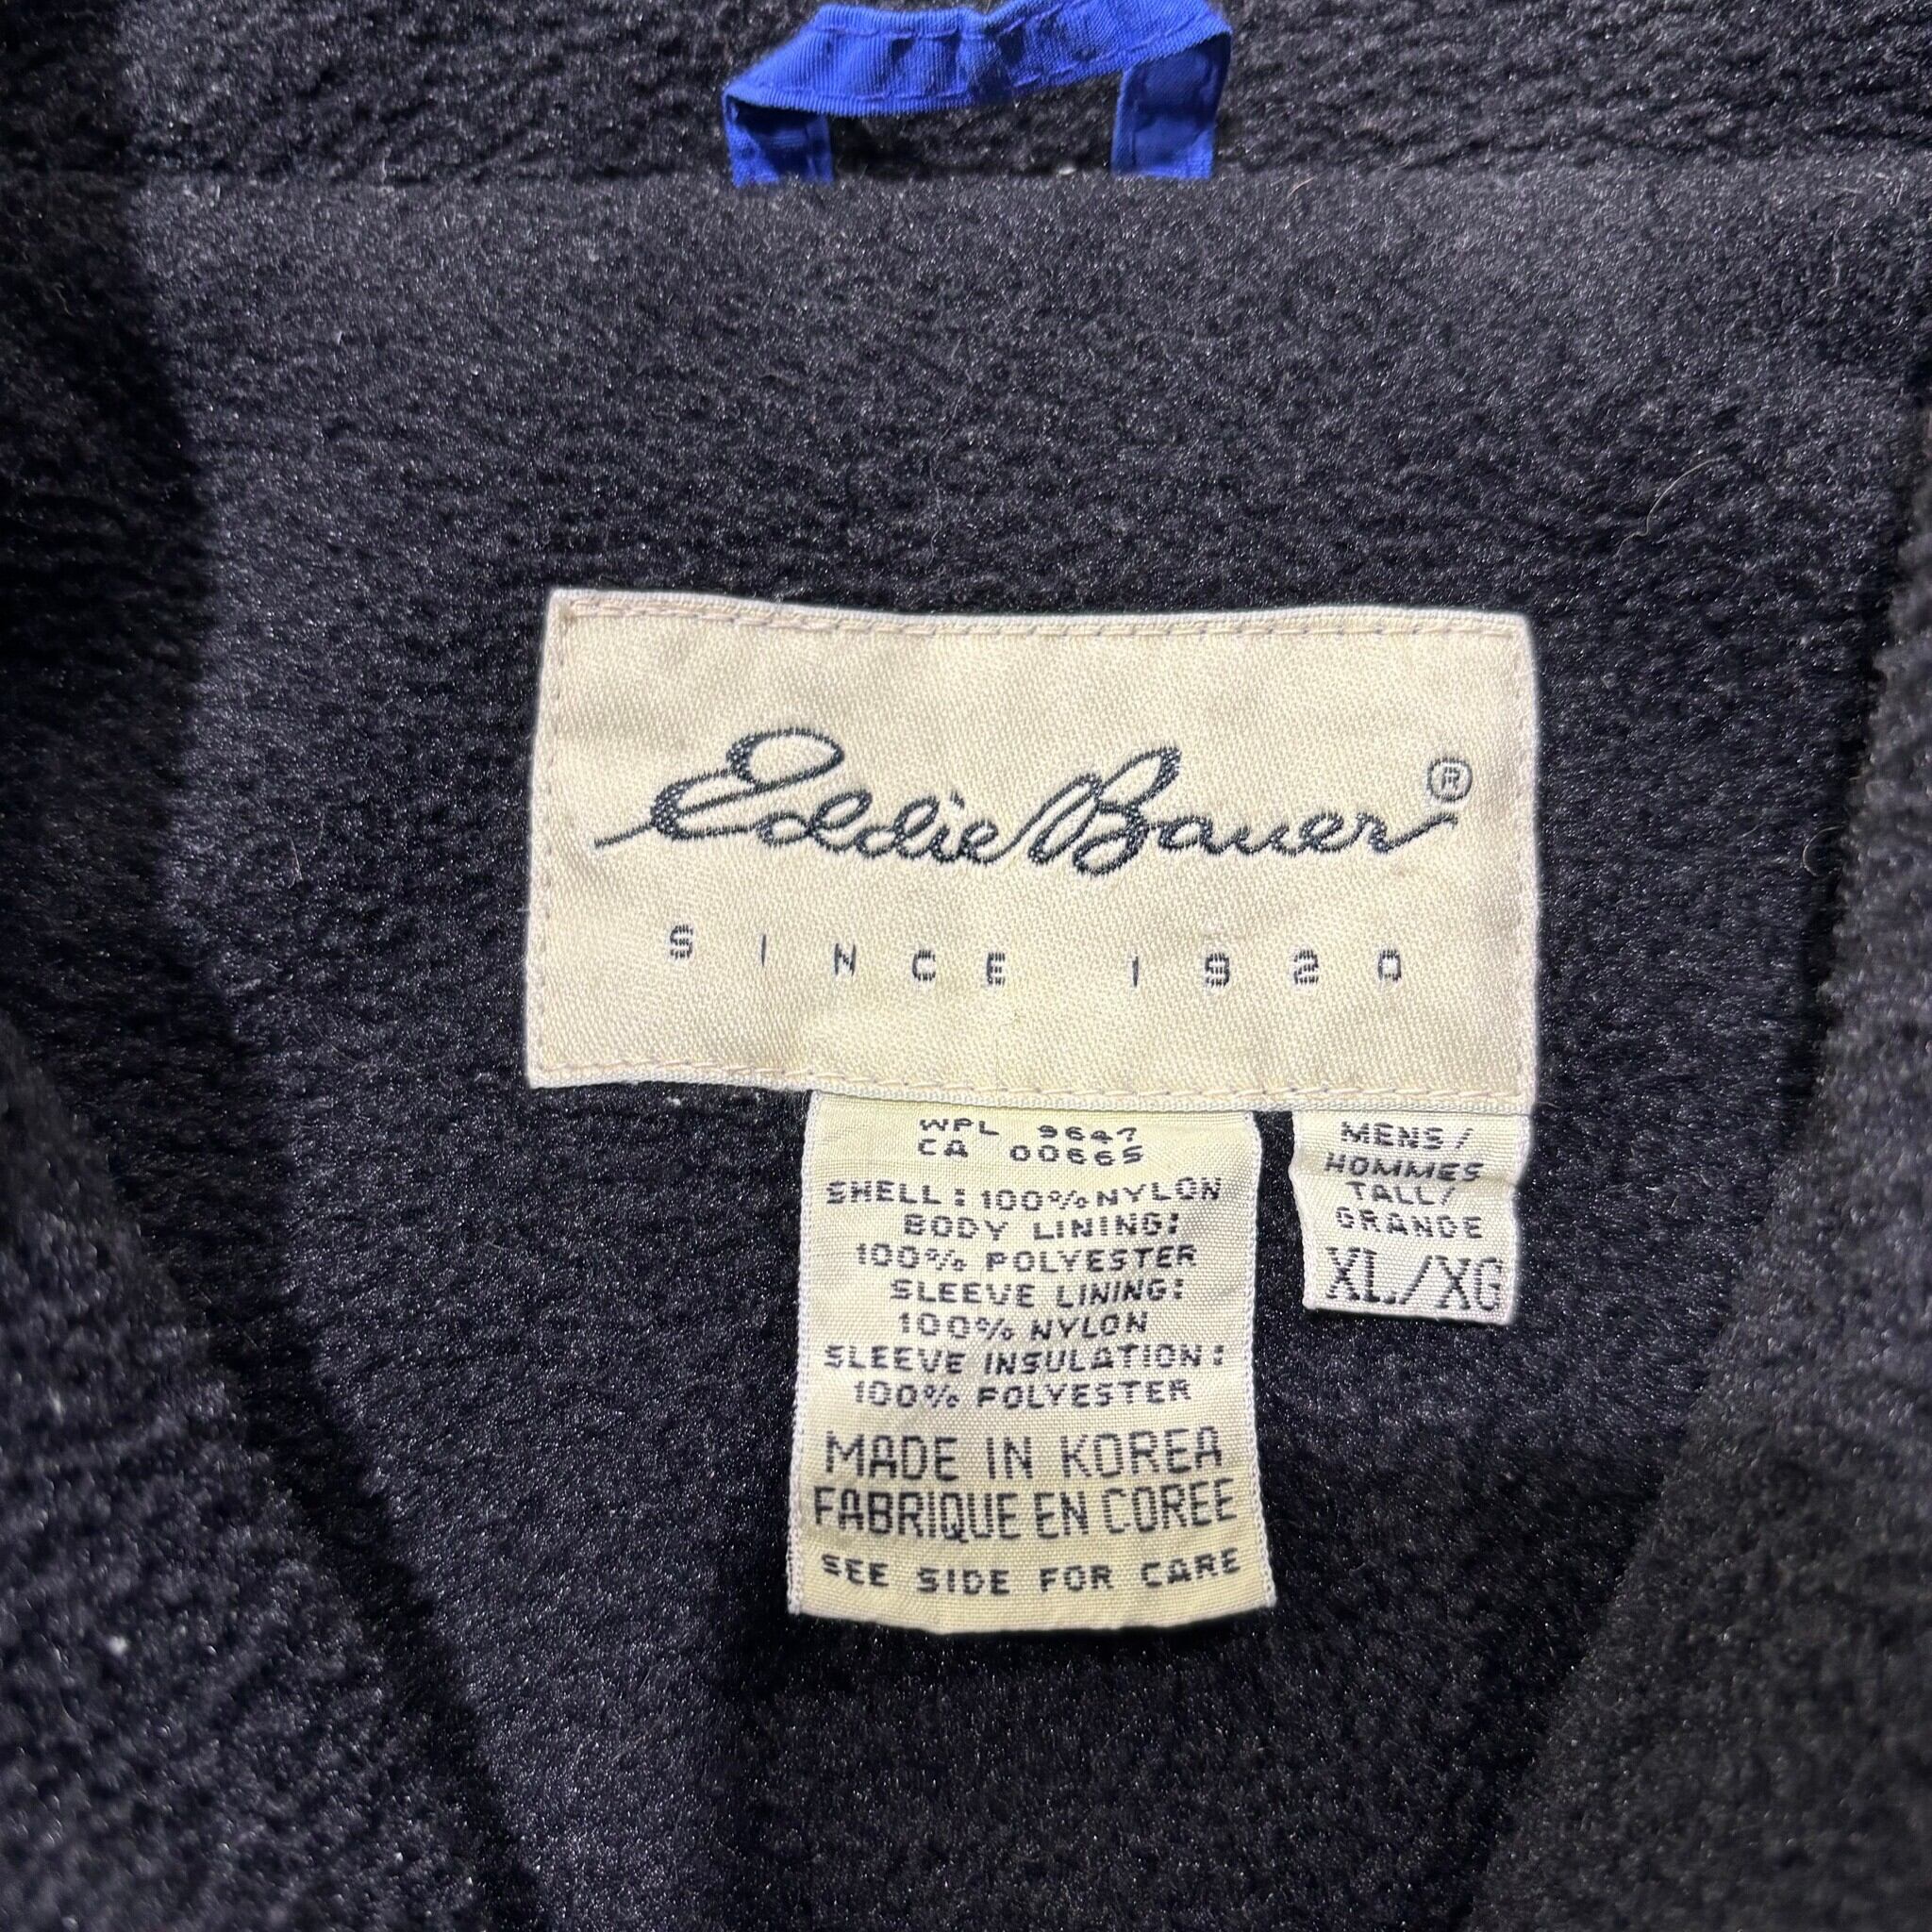 Eddie Bauer®
SINCE 1920
WPL 9647
CA 00665
SHELL: 100% NYLON
BODY LINING:
100% POLYESTER
SLEEVE LINING:
100% NYLON
SLEEVE INSULATION:
100% POLYESTER
MADE IN KOREA
FABRIQUE EN COREE
SEE SIDE FOR CARE
MENS/
HOMMES
TALL/
GRANDE
XL/XG